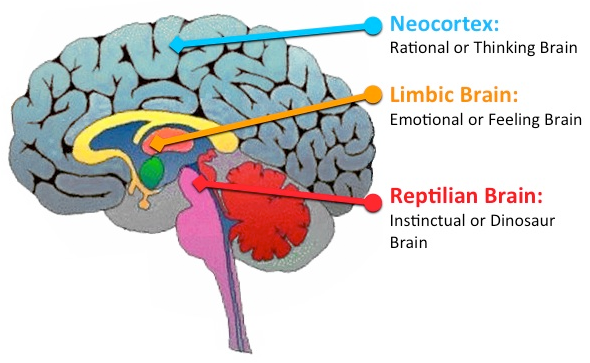 Neocortex:
Rational or Thinking Brain
Limbic Brain:
Emotional or Feeling Brain
Reptilian Brain:
Instinctual or Dinosaur
Brain